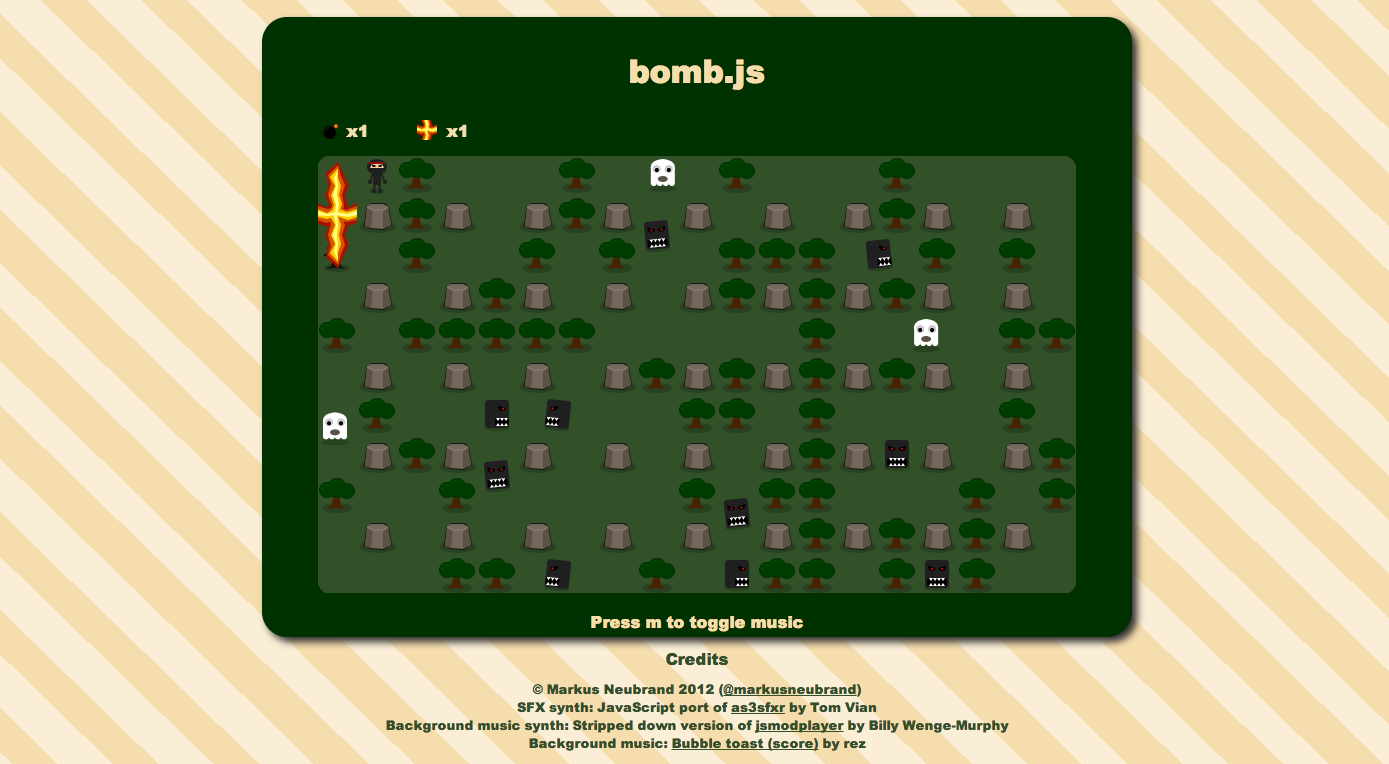 bomb.js
x1 x1
Press m to toggle music
Credits
© Markus Neubrand 2012 (@markusneubrand)
SFX synth: JavaScript port of as3sfxr by Tom Vian
Background music synth: Stripped down version of jsmodplayer by Billy Wenge-Murphy
Background music: Bubble toast (score) by rez